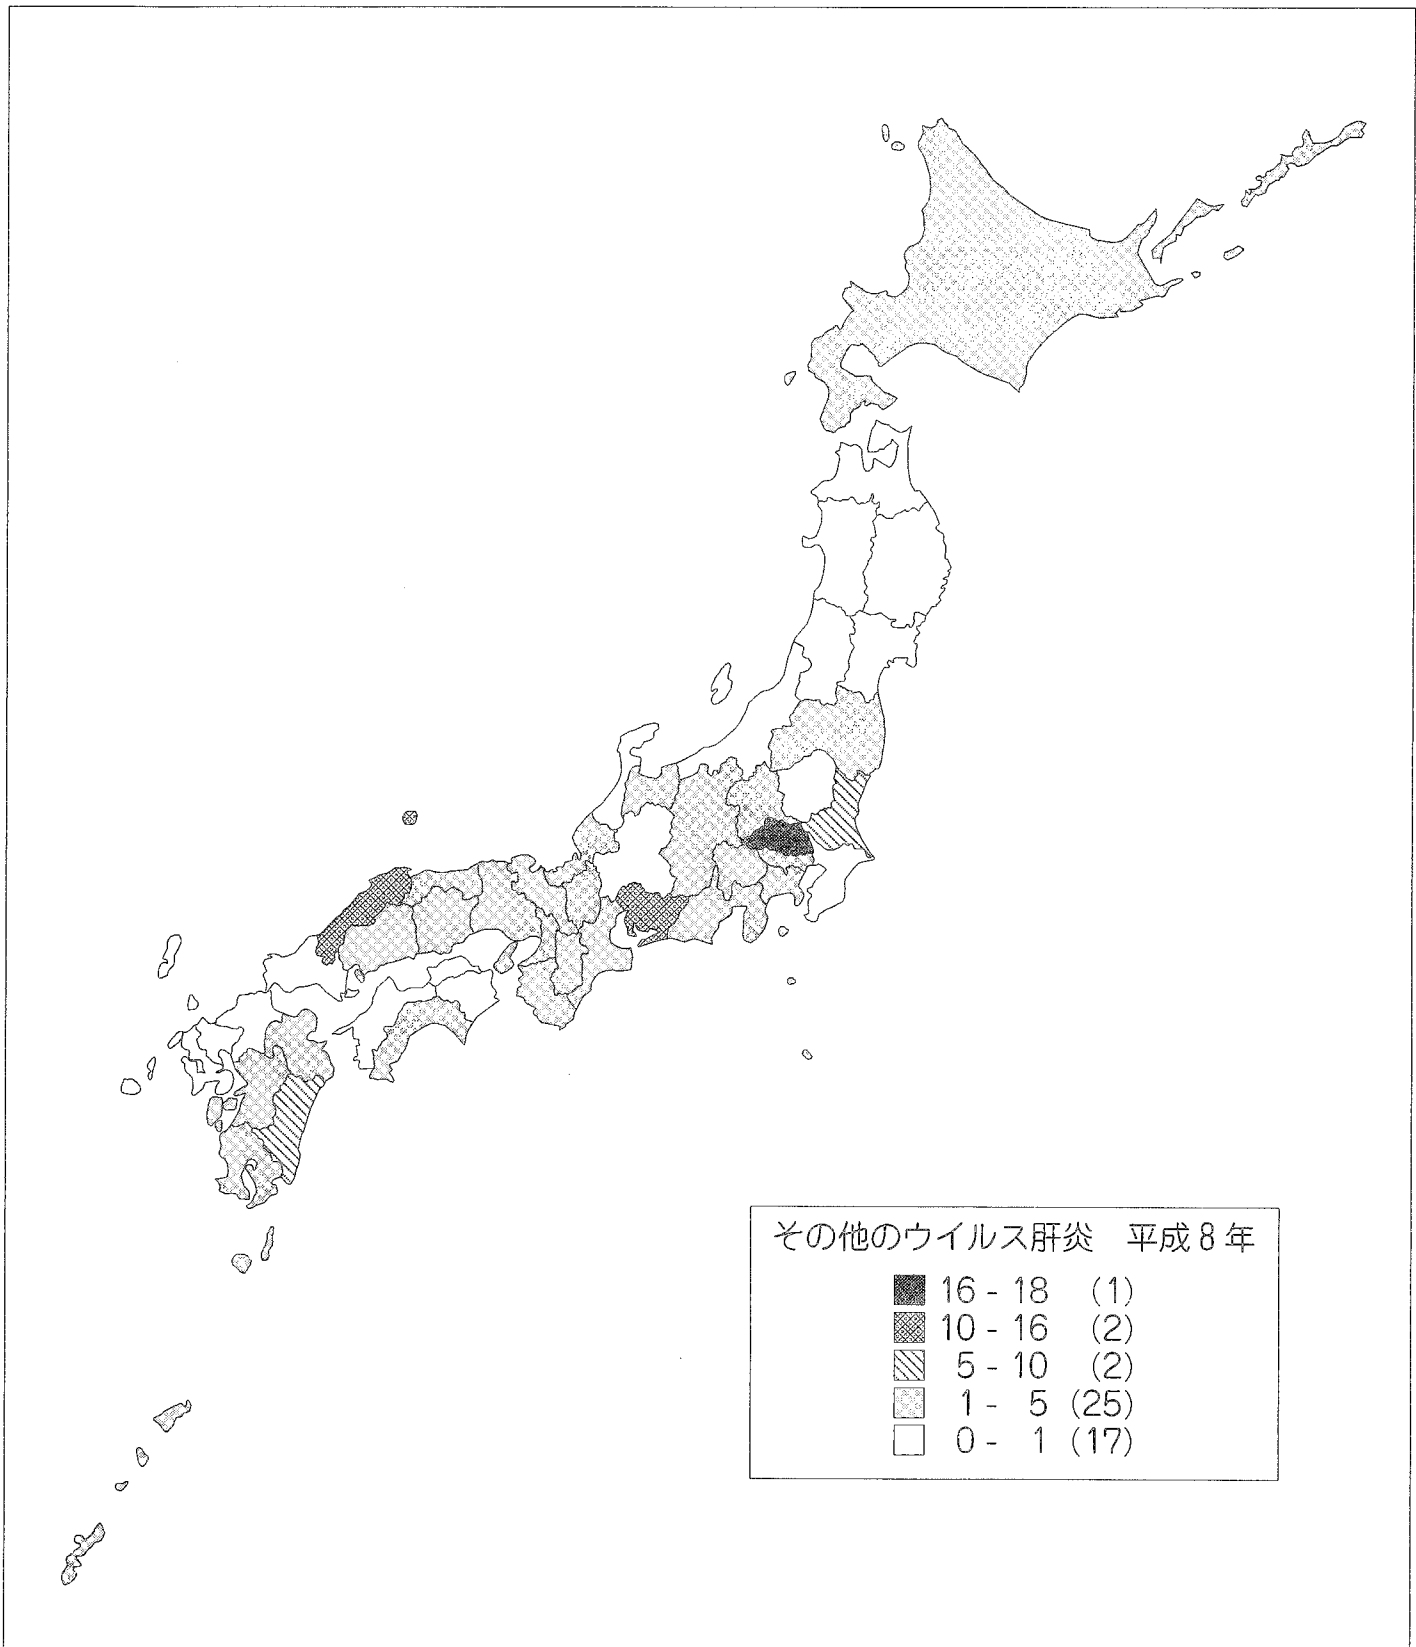 その他のウイルス肝炎 平成8年
16 - 18 (1)
10 - 16 (2)
5 - 10 (2)
1 - 5 (25)
0 - 1 (17)